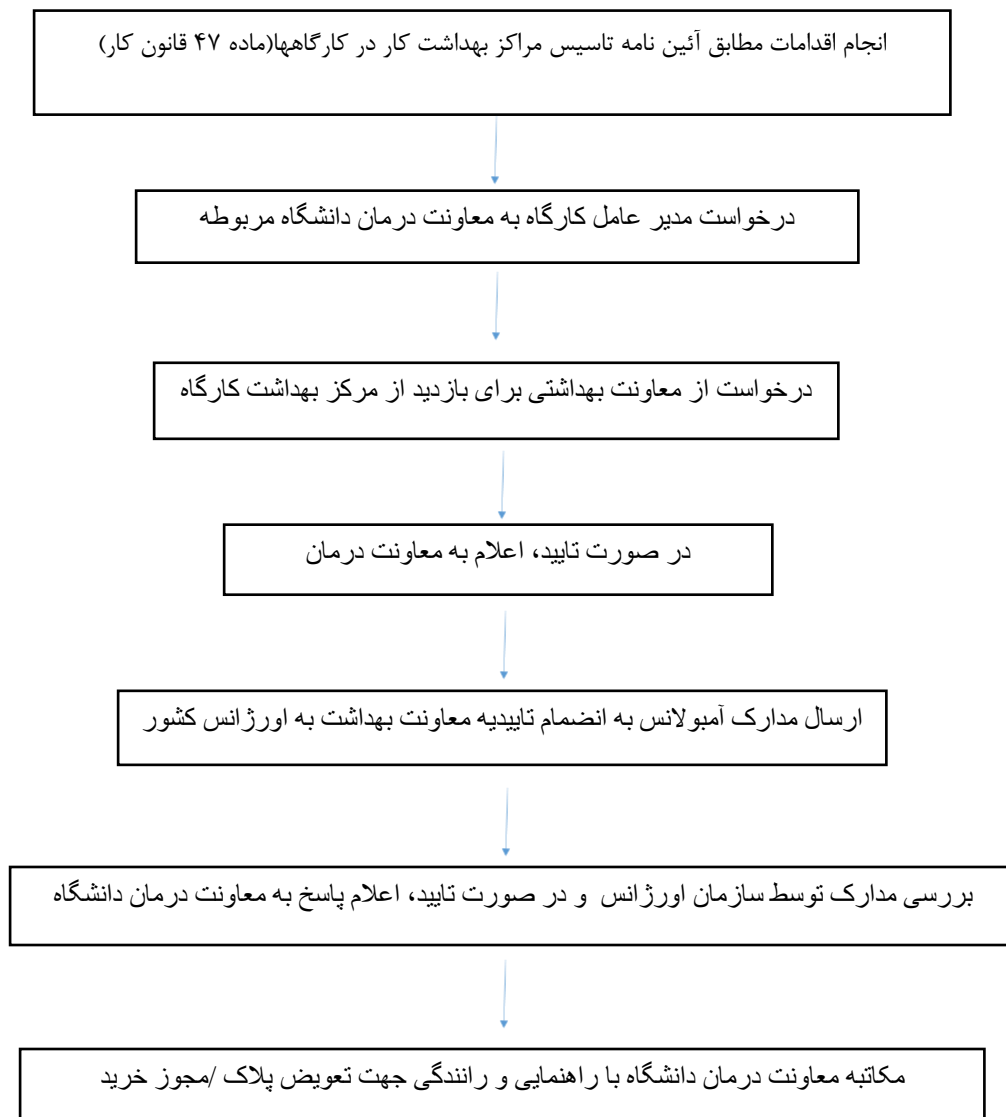 انجام اقدامات مطابق آئین نامه تاسیس مراکز بهداشت کار در کارگاهها(ماده ۴۷ قانون کار)
درخواست مدیر عامل کارگاه به معاونت درمان دانشگاه مربوطه
درخواست از معاونت بهداشتی برای بازدید از مرکز بهداشت کارگاه
در صورت تایید، اعلام به معاونت درمان
ارسال مدارک آمبولانس به انضمام تاییدیه معاونت بهداشت به اورژانس کشور
بررسی مدارک توسط سازمان اورژانس و در صورت تایید، اعلام پاسخ به معاونت درمان دانشگاه
مکاتبه معاونت درمان دانشگاه با راهنمایی و رانندگی جهت تعویض پلاک /مجوز خرید